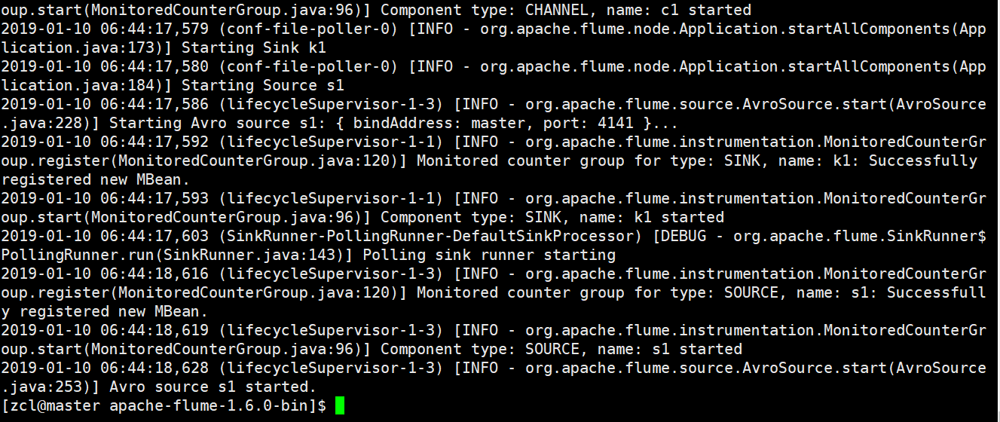 oup.start(MonitoredCounterGroup.java:96)] Component type: CHANNEL, name: c1 started
2019-01-10 06:44:17,579 (conf-file-poller-0) [INFO - org.apache.flume.node.Application.startAllComponents(App
lication.java:173)] Starting Sink k1
2019-01-10 06:44:17,580 (conf-file-poller-0) [INFO - org.apache.flume.node.Application.startAllComponents(App
lication.java:184)] Starting Source s1
2019-01-10 06:44:17,586 (lifecycleSupervisor-1-3) [INFO - org.apache.flume.source.AvroSource.start(AvroSource
.java:228)] Starting Avro source s1: { bindAddress: master, port: 4141 }...
2019-01-10 06:44:17,592 (lifecycleSupervisor-1-1) [INFO - org.apache.flume.instrumentation.MonitoredCounterGr
oup.register(MonitoredCounterGroup.java:120)] Monitored counter group for type: SINK, name: k1: Successfully
registered new MBean.
2019-01-10 06:44:17,593 (lifecycleSupervisor-1-1) [INFO - org.apache.flume.instrumentation.MonitoredCounterGr
oup.start(MonitoredCounterGroup.java:96)] Component type: SINK, name: k1 started
2019-01-10 06:44:17,603 (SinkRunner-PollingRunner-DefaultSinkProcessor) [DEBUG - org.apache.flume.SinkRunner$
PollingRunner.run(SinkRunner.java:143)] Polling sink runner starting
2019-01-10 06:44:18,616 (lifecycleSupervisor-1-3) [INFO - org.apache.flume.instrumentation.MonitoredCounterGr
oup.register(MonitoredCounterGroup.java:120)] Monitored counter group for type: SOURCE, name: s1: Successfull
y registered new MBean.
2019-01-10 06:44:18,619 (lifecycleSupervisor-1-3) [INFO - org.apache.flume.instrumentation.MonitoredCounterGr
oup.start(MonitoredCounterGroup.java:96)] Component type: SOURCE, name: s1 started
2019-01-10 06:44:18,628 (lifecycleSupervisor-1-3) [INFO - org.apache.flume.source.AvroSource.start(AvroSource
.java:253)] Avro source s1 started.
[zcl@master apache-flume-1.6.0-bin]$